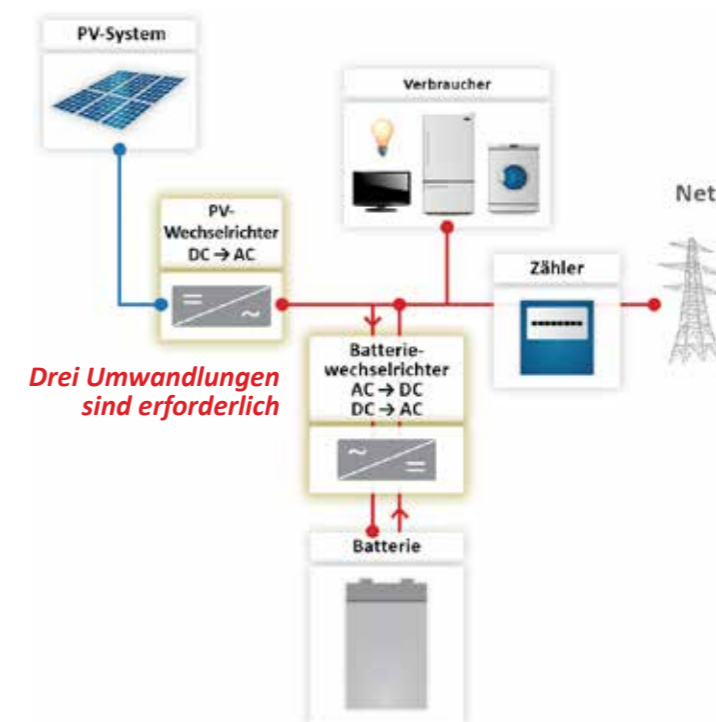 PV-System
Verbraucher
PV-
Wechselrichter
DC → AC
Net
Zähler
Drei Umwandlungen
sind erforderlich
Batterie-
wechselrichter
AC → DC
DC → AC
Batterie